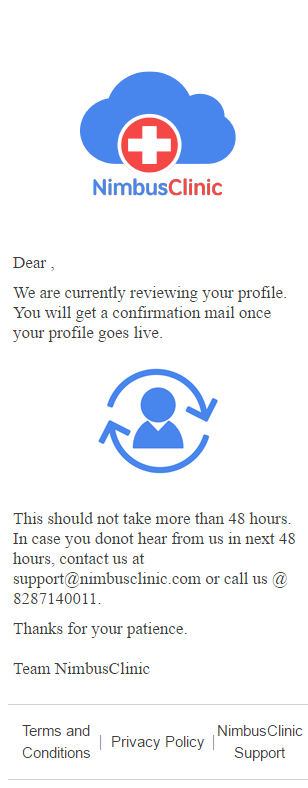 NimbusClinic
Dear ,
We are currently reviewing your profile.
You will get a confirmation mail once
your profile goes live.
This should not take more than 48 hours.
In case you donot hear from us in next 48
hours, contact us at
support@nimbusclinic.com or call us @
8287140011.
Thanks for your patience.
Team NimbusClinic
Terms and
Conditions
| Privacy Policy |
NimbusClinic
Support